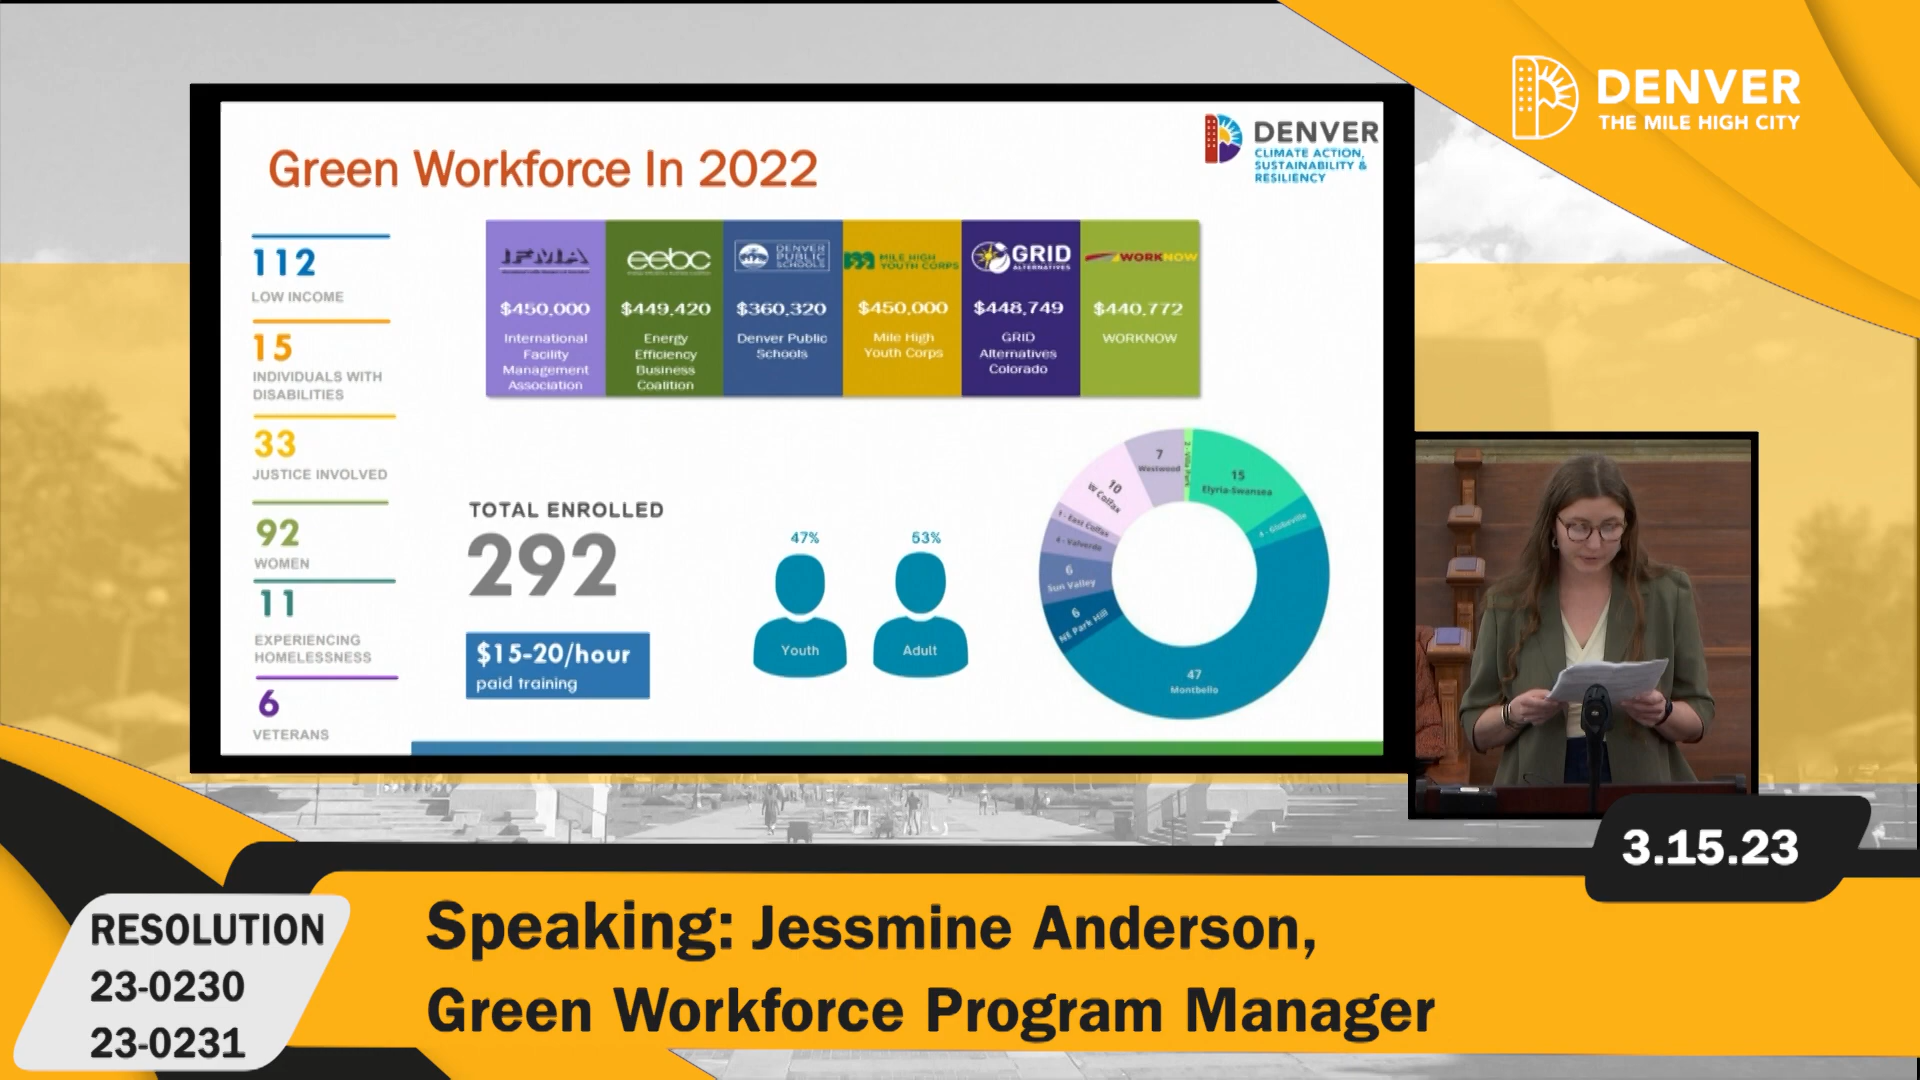 DENVER
THE MILE HIGH CITY
Green Workforce In 2022
DENVER
CLIMATE ACTION,
SUSTAINABILITY &
RESILIENCY
112
LOW INCOME
15
INDIVIDUALS WITH
DISABILITIES
33
JUSTICE INVOLVED
92
WOMEN
11
EXPERIENCING
HOMELESSNESS
6
VETERANS
IFMA
$450,000
International
Facility
Management
Association
eebc
$449,420
Energy
Efficiency
Business
Coalition
DENVER
PUBLIC
SCHOOLS
$360,320
Denver Public
Schools
MILE HIGH
YOUTH CORPS
$450,000
Mile High
Youth Corps
GRID
ALTERNATIVES
$448,749
GRID
Alternatives
Colorado
WORKNOW
$440,772
WORKNOW
TOTAL ENROLLED
292
$15-20/hour
paid training
47%
Youth
53%
Adult
7
Westwood
15
Elyria-Swansea
10
W Colfax
- East Colfax
4 - Valverde
6
Sun Valley
6
NE Park Hill
- Globeville
47
Montbello
3.15.23
RESOLUTION
23-0230
23-0231
Speaking: Jessmine Anderson,
Green Workforce Program Manager